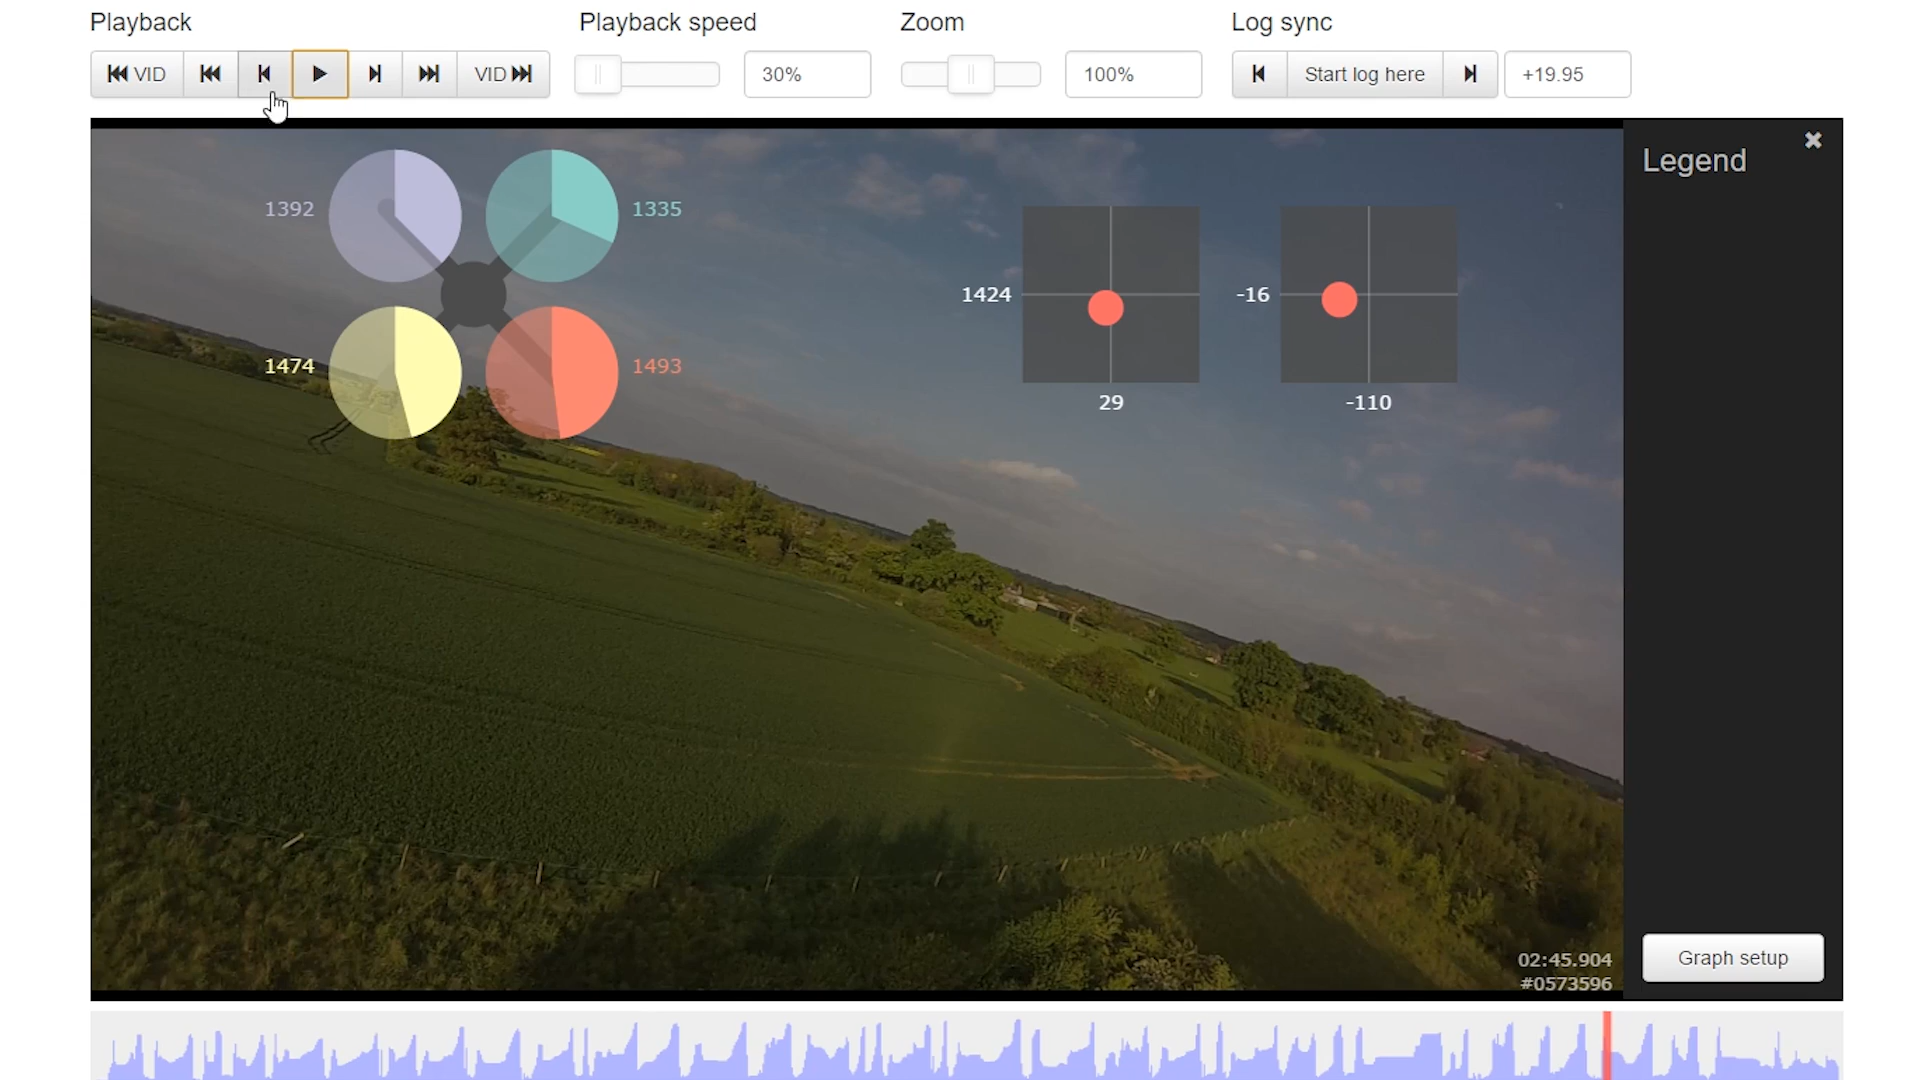 Playback
Playback speed
Zoom
Log sync
VID
VID
30%
100%
Start log here
+19.95
Legend
1392
1335
1474
1493
1424
29
-16
-110
02:45.904
#0573596
Graph setup